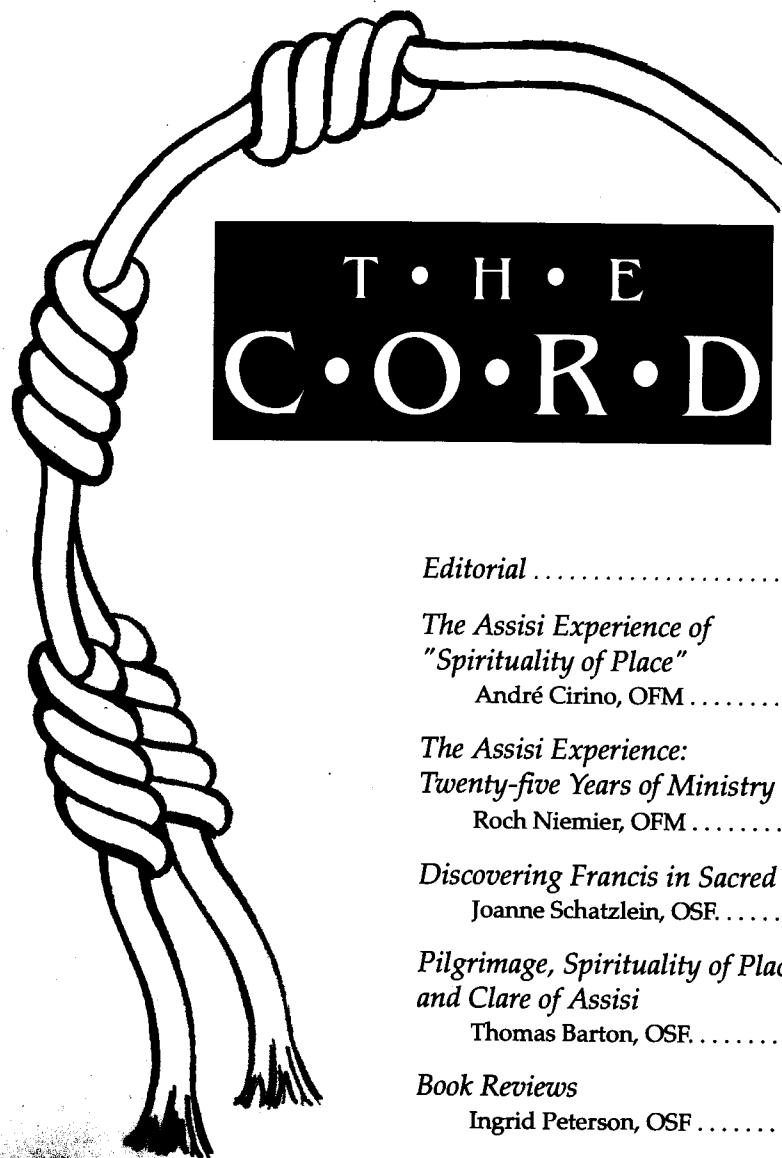 T • H • E
C • O • R • D
Editorial ......................
The Assisi Experience of
"Spirituality of Place"
André Cirino, OFM .........
The Assisi Experience:
Twenty-five Years of Ministry
Roch Niemier, OFM .........
Discovering Francis in Sacred
Joanne Schatzlein, OSF......
Pilgrimage, Spirituality of
and Clare of Assisi
Thomas Barton, OSF........
Book Reviews
Ingrid Peterson, OSF .......